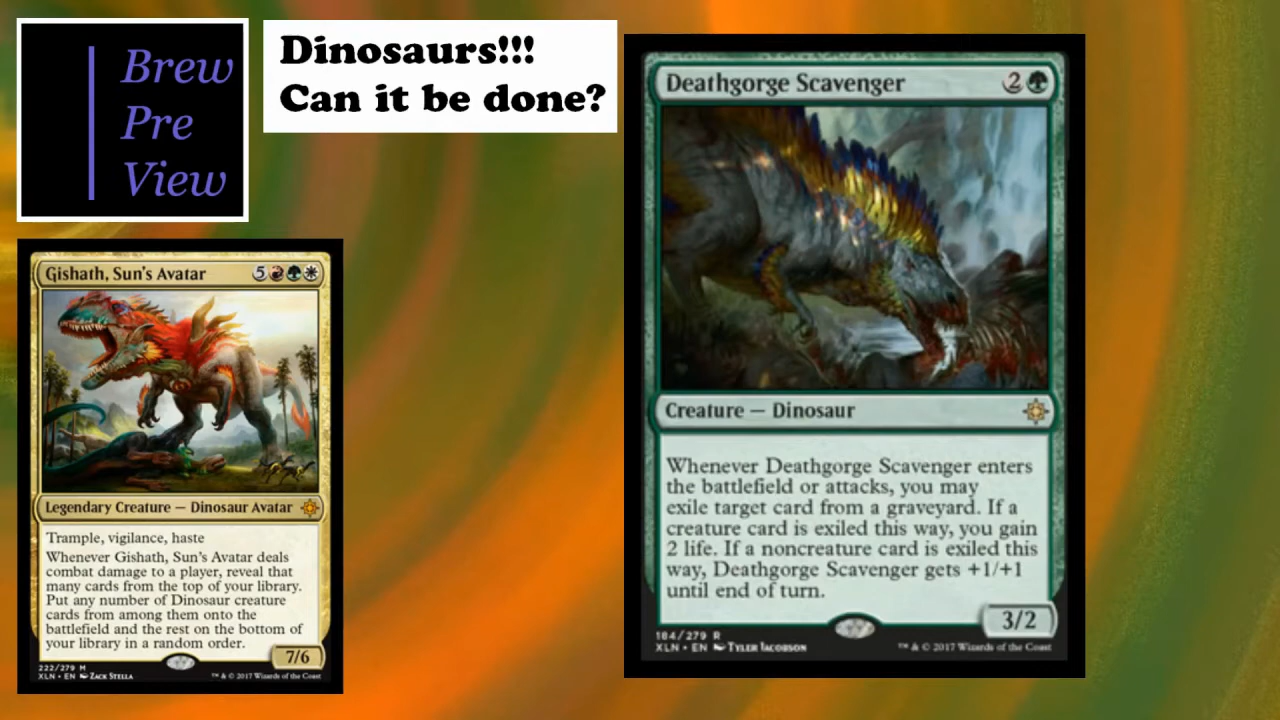 Brew
Pre
View
Dinosaurs!!!
Can it be done?
Gishath, Sun's Avatar
5
Legendary Creature — Dinosaur Avatar
Trample, vigilance, haste
Whenever Gishath, Sun's Avatar deals
combat damage to a player, reveal that
many cards from the top of your library.
Put any number of Dinosaur creature
cards from among them onto the
battlefield and the rest on the bottom of
your library in a random order.
7/6
222/279 M
XLN • EN Zack Stella
™ & © 2017 Wizards of the Coast
Deathgorge Scavenger
2
Creature — Dinosaur
Whenever Deathgorge Scavenger enters
the battlefield or attacks, you may
exile target card from a graveyard. If a
creature card is exiled this way, you gain
2 life. If a noncreature card is exiled this
way, Deathgorge Scavenger gets +1/+1
until end of turn.
3/2
184/279 R
XLN • EN Tyler Jacobson
™ & © 2017 Wizards of the Coast